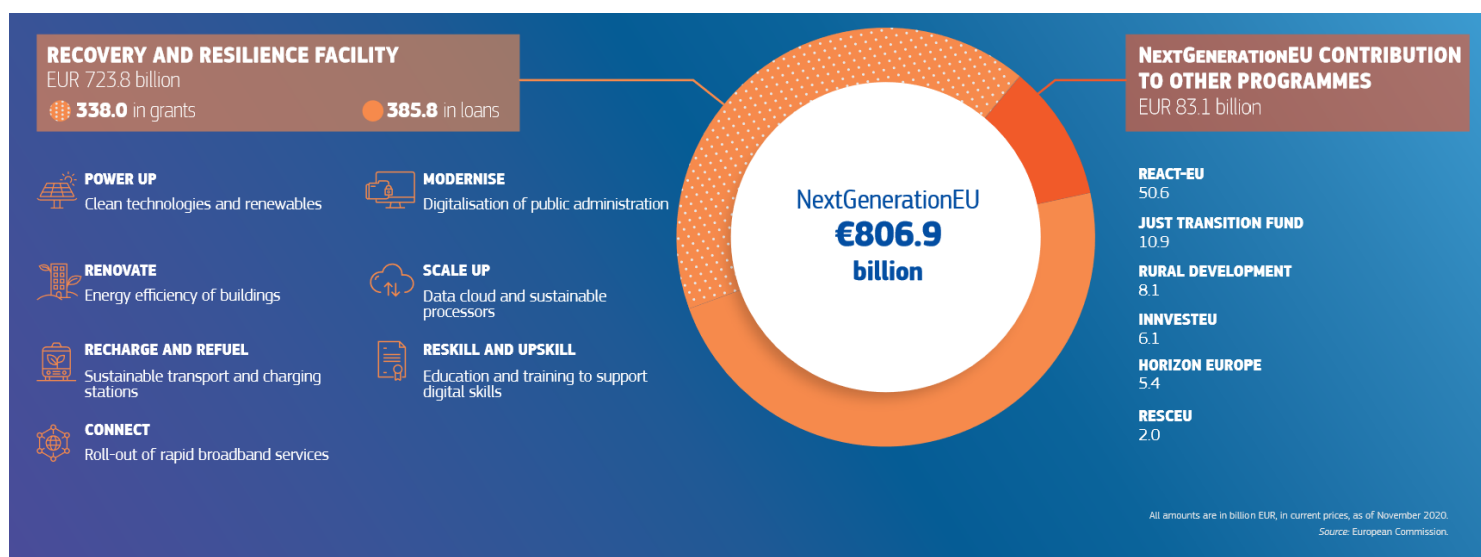 RECOVERY AND RESILIENCE FACILITY
EUR 723.8 billion
338.0 in grants
385.8 in loans
POWER UP
Clean technologies and renewables
RENOVATE
Energy efficiency of buildings
RECHARGE AND REFUEL
Sustainable transport and charging
stations
CONNECT
Roll-out of rapid broadband services
MODERNISE
Digitalisation of public administration
SCALE UP
Data cloud and sustainable
processors
RESKILL AND UPSKILL
Education and training to support
digital skills
NextGenerationEU
€806.9
billion
NEXTGENERATIONEU CONTRIBUTION
TO OTHER PROGRAMMES
EUR 83.1 billion
REACT-EU
50.6
JUST TRANSITION FUND
10.9
RURAL DEVELOPMENT
8.1
INNVESTEU
6.1
HORIZON EUROPE
5.4
RESCEU
2.0
All amounts are in billion EUR, in current prices, as of November 2020.
Source: European Commission.